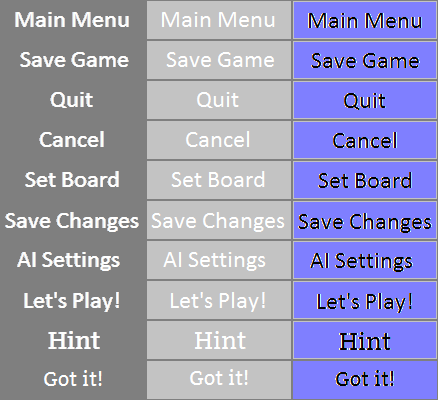 Main Menu Main Menu Main Menu
Save Game Save Game Save Game
Quit Quit Quit
Cancel Cancel Cancel
Set Board Set Board Set Board
Save Changes Save Changes Save Changes
AI Settings AI Settings AI Settings
Let's Play! Let's Play! Let's Play!
Hint Hint Hint
Got it! Got it! Got it!